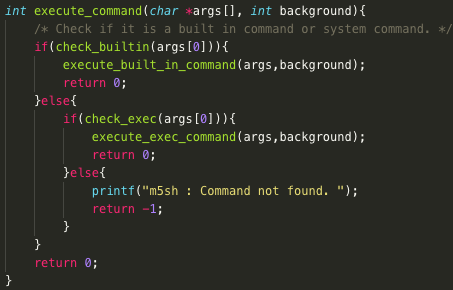 int execute_command(char *args[], int background){
    /* Check if it is a built in command or system command. */
    if(check_builtin(args[0])){
        execute_built_in_command(args,background);
        return 0;
    }else{
        if(check_exec(args[0])){
            execute_exec_command(args,background);
            return 0;
        }else{
            printf("m5sh : Command not found. ");
            return -1;
        }
    }
    return 0;
}